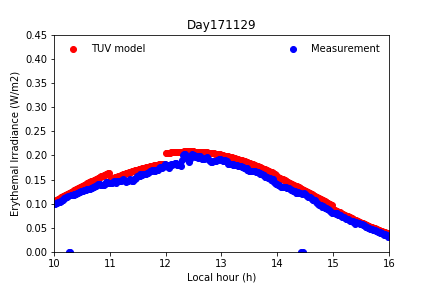 Day171129
TUV model
Measurement
Erythemal Irradiance (W/m2)
0.45
0.40
0.35
0.30
0.25
0.20
0.15
0.10
0.05
0.00
10 11 12 13 14 15 16
Local hour (h)